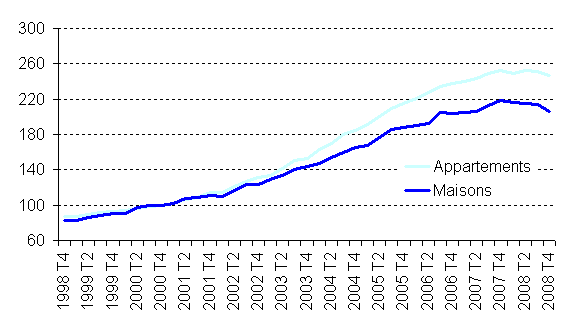 300
260
220
180
140
100
60
Appartements
Maisons
1998 T4
1999 T2
1999 T4
2000 T2
2000 T4
2001 T2
2001 T4
2002 T2
2002 T4
2003 T2
2003 T4
2004 T2
2004 T4
2005 T2
2005 T4
2006 T2
2006 T4
2007 T2
2007 T4
2008 T2
2008 T4